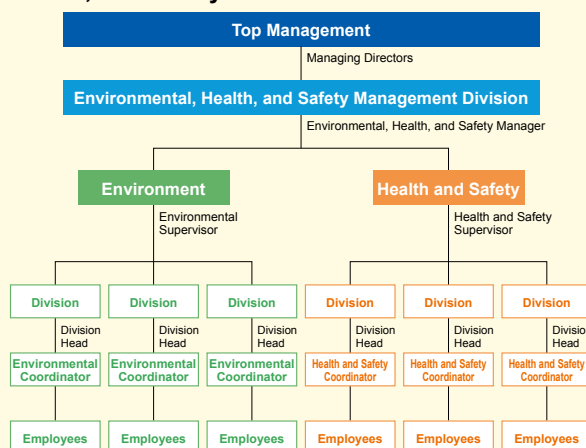 Top Management
Managing Directors
Environmental, Health, and Safety Management Division
Environmental, Health, and Safety Manager
Environment
Health and Safety
Environmental
Supervisor
Health and Safety
Supervisor
Division
Division
Division
Division
Division
Division
Division
Head
Division
Head
Division
Head
Division
Head
Division
Head
Divisio
Head
Environmental
Coordinator
Environmental
Coordinator
Environmental
Coordinator
Health and Safety
Coordinator
Health and Safety
Coordinator
Health and Safety
Coordinator
Employees
Employees
Employees
Employees
Employees
Employees